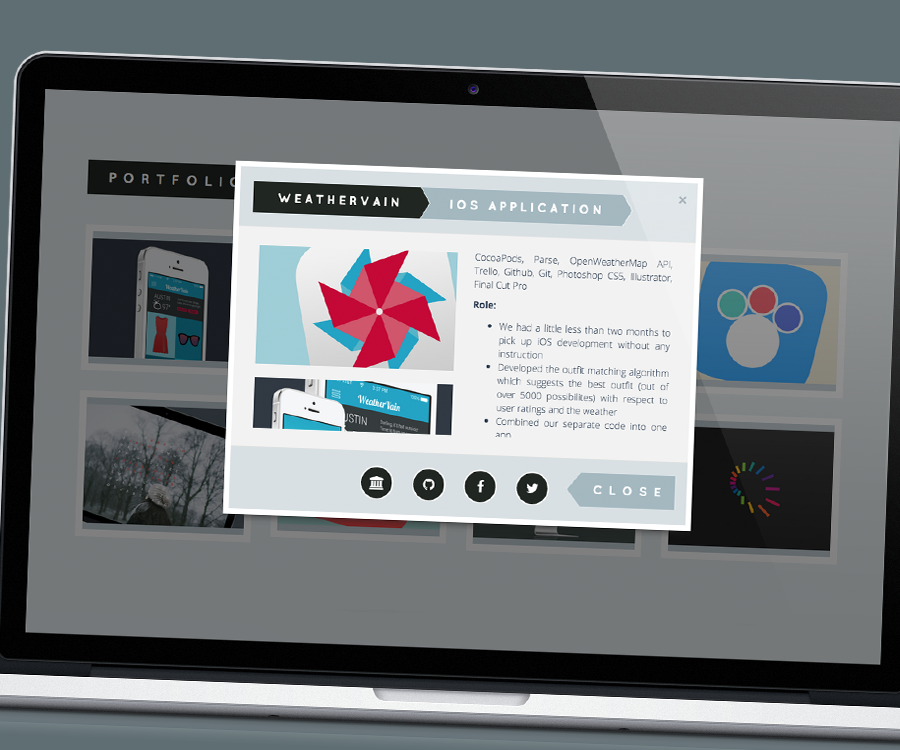 PORTFOLIO
WEATHERVAIN
IOS APPLICATION
×
CocoaPods, Parse, OpenWeatherMap API,
Trello, Github, Git, Photoshop CS5, Illustrator,
Final Cut Pro
Role:
We had a little less than two months to
pick up iOS development without any
instruction
Developed the outfit matching algorithm
which suggests the best outfit (out of
over 5000 possibilites) with respect to
user ratings and the weather
Combined our separate code into one
app
WeatherVain
AUSTIN
WeatherVain
AUSTIN
CLOSE